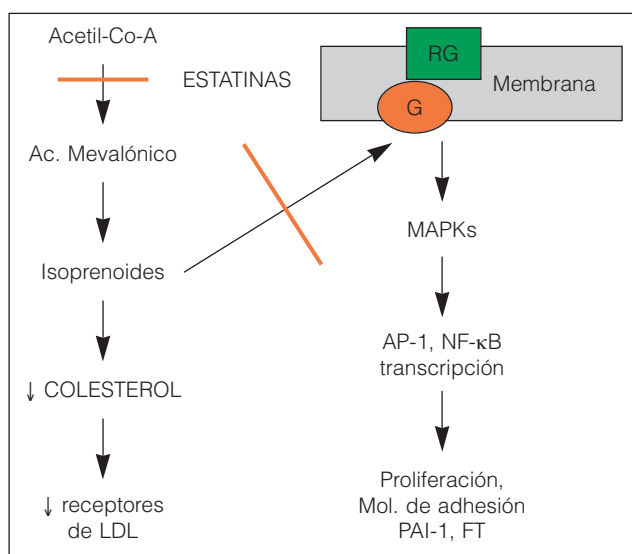 Acetil-Co-A
ESTATINAS
Ac. Mevalónico
Isoprenoides
↓ COLESTEROL
↓ receptores
de LDL
RG
Membrana
G
MAPKs
AP-1, NF-κB
transcripción
Proliferación,
Mol. de adhesión
PAI-1, FT